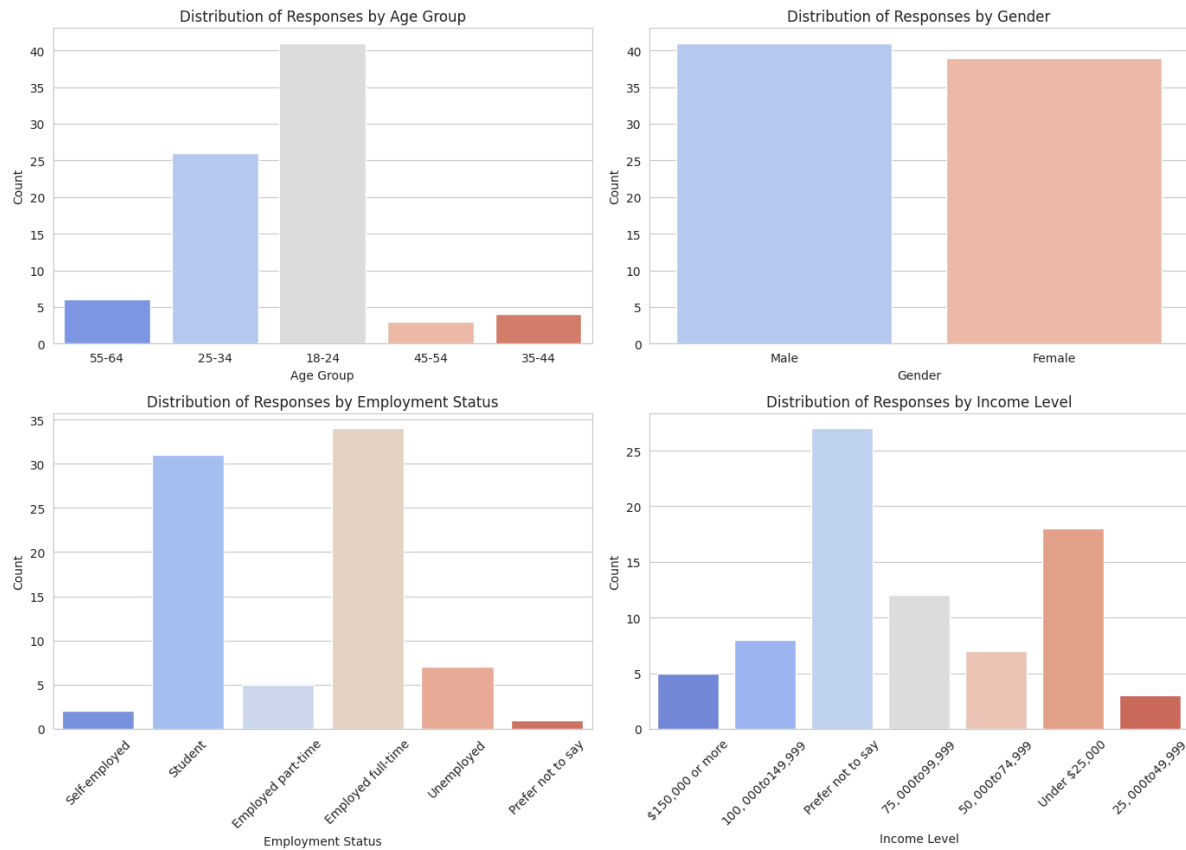 Distribution of Responses by Age Group
Count
40
35
30
25
20
15
10
5
0
55-64
25-34
18-24
45-54
35-44
Age Group
Distribution of Responses by Gender
Count
40
35
30
25
20
15
10
5
0
Male
Female
Gender
Distribution of Responses by Employment Status
Count
35
30
25
20
15
10
5
0
Self-employed
Student
Employed part-time
Employed full-time
Unemployed
Prefer not to say
Employment Status
Distribution of Responses by Income Level
Count
25
20
15
10
5
0
$150,000 or more
100,000to149,999
Prefer not to say
75,000to99,999
50,000to74,999
Under $25,000
25,000to49,999
Income Level